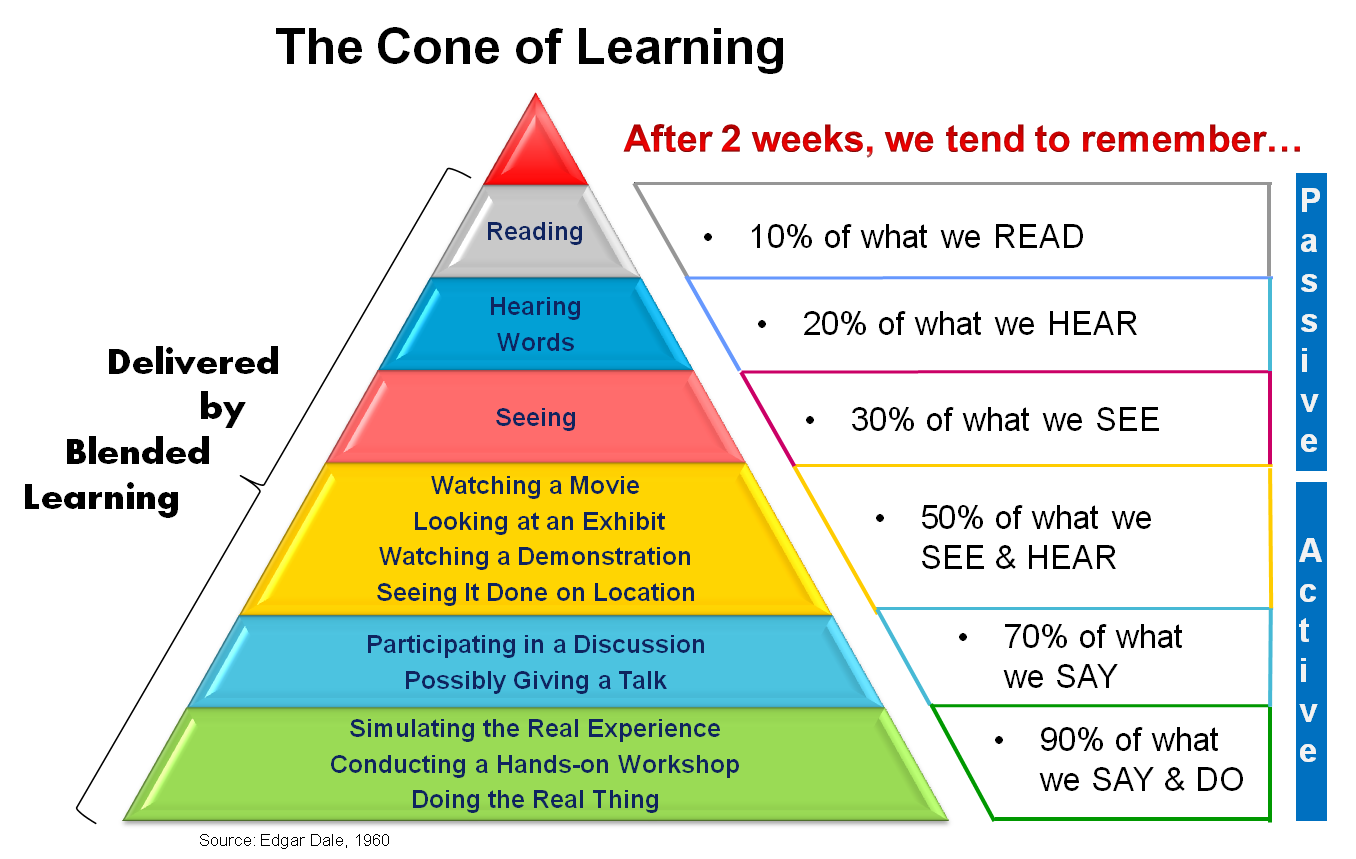 The Cone of Learning
After 2 weeks, we tend to remember…
Delivered
by
Blended
Learning
Reading
Hearing
Words
Seeing
Watching a Movie
Looking at an Exhibit
Watching a Demonstration
Seeing It Done on Location
Participating in a Discussion
Possibly Giving a Talk
Simulating the Real Experience
Conducting a Hands-on Workshop
Doing the Real Thing
• 10% of what we READ
• 20% of what we HEAR
• 30% of what we SEE
• 50% of what we
SEE & HEAR
• 70% of what
we SAY
• 90% of what
we SAY & DO
Passive
Active
Source: Edgar Dale, 1960